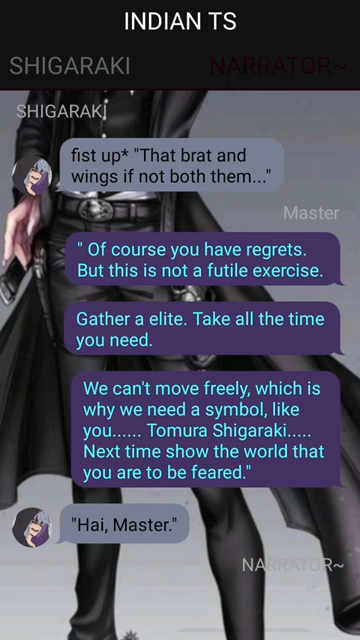 INDIAN TS
SHIGARAKI NARRATOR~
SHIGARAKI
fist up* "That brat and
wings if not both them..."
Master
" Of course you have regrets.
But this is not a futile exercise.
Gather a elite. Take all the time
you need.
We can't move freely, which is
why we need a symbol, like
you...... Tomura Shigaraki.....
Next time show the world that
you are to be feared."
"Hai, Master."
NARRATOR~